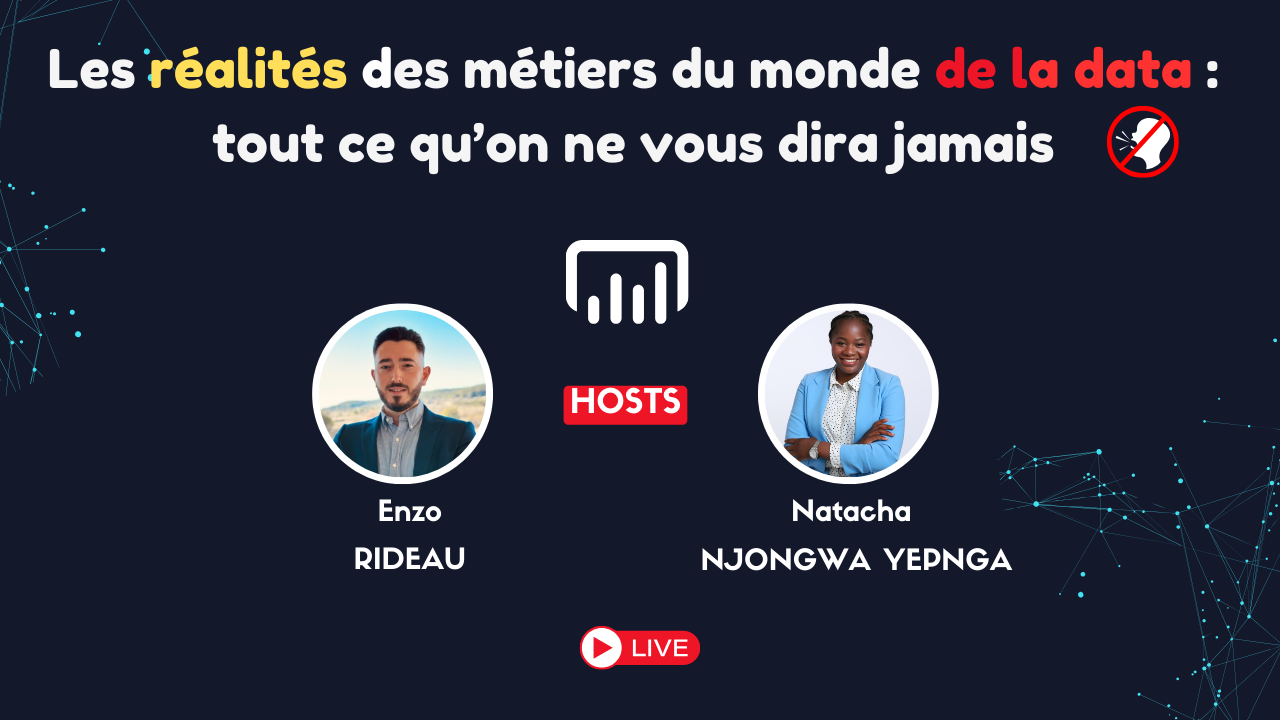 Les réalités des métiers du monde de la data :
tout ce qu’on ne vous dira jamais
HOSTS
Enzo
RIDEAU
Natacha
NJONGWA YEPNGA
LIVE